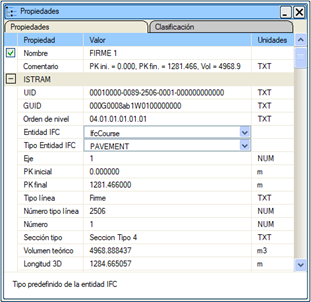 Propiedades
Propiedades Clasificación
Propiedad Valor Unidades
Nombre FIRME 1
Comentario PK ini. = 0.000, PK fin. = 1281.466, Vol = 4968.9 TXT
ISTRAM
UID 00010000-0089-2506-0001-000000000000 TXT
GUID 000G0008ab1W0100000000 TXT
Orden de nivel 04.01.01.01.01.01 TXT
Entidad IFC IfcCourse
Tipo Entidad IFC PAVEMENT
Eje 1 NUM
PK inicial 0.000000 m
PK final 1281.466000 m
Tipo línea Firme TXT
Número tipo línea 2506 NUM
Número 1 NUM
Sección tipo Seccion Tipo 4 TXT
Volumen teórico 4968.888437 m3
Longitud 3D 1284.665057 m
Tipo predefinido de la entidad IFC